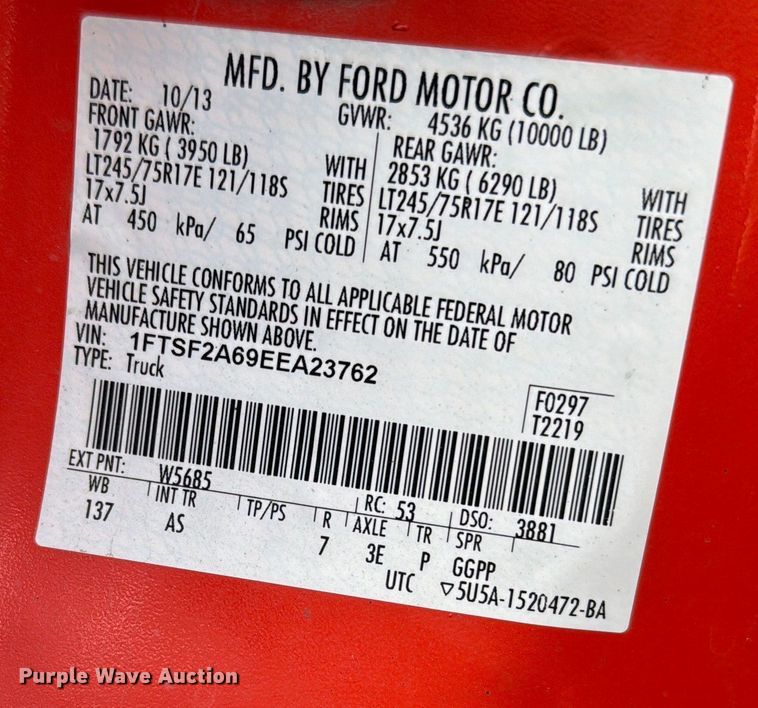 MFD. BY FORD MOTOR CO.
DATE: 10/13 GVWR: 4536 KG (10000 LB)
FRONT GAWR: REAR GAWR:
1792 KG ( 3950 LB) WITH 2853 KG ( 6290 LB) WITH
LT245/75R17E 121/118S TIRES LT245/75R17E 121/118S TIRES
17x7.5J RIMS 17x7.5J RIMS
AT 450 kPa/ 65 PSI COLD AT 550 kPa/ 80 PSI COLD
THIS VEHICLE CONFORMS TO ALL APPLICABLE FEDERAL MOTOR
VEHICLE SAFETY STANDARDS IN EFFECT ON THE DATE OF
MANUFACTURE SHOWN ABOVE.
VIN: 1FTSF2A69EEA23762
TYPE: Truck
F0297
T2219
EXT PNT: W5685 RC: 53 DSO: 3881
WB INT TR TP/PS R AXLE TR SPR
137 AS 7 3E P GGPP
UTC ▽5U5A-1520472-BA
Purple Wave Auction